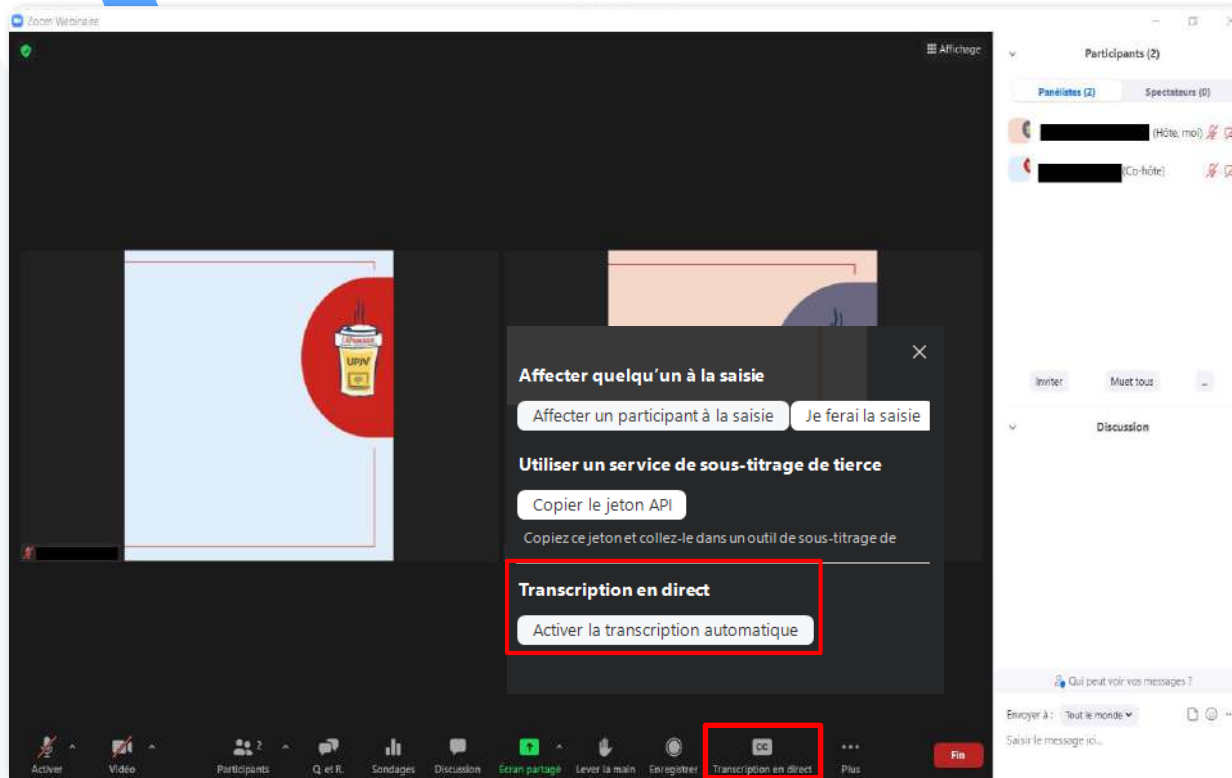 Zoom Webinaire
Affichage
Participants (2)
Panélistes (2)
Spectateurs (0)
(Hôte, moi)
(Co-hôte)
UPJV
Affecter quelqu'un à la saisie
Affecter un participant à la saisie
Je ferai la saisie
Utiliser un service de sous-titrage de tierce
Copier le jeton API
Copiez ce jeton et collez-le dans un outil de sous-titrage de
Transcription en direct
Activer la transcription automatique
Inviter
Muet tous
...
Discussion
Qui peut voir vos messages ?
Envoyer à :
Tout le monde
Saisir le message ici...
Activer
Vidéo
2
Participants
Q et R.
Sondages
Discussion
Écran partagé
Lever la main
Enregistrer
CC
Transcription en direct
Plus
Fin